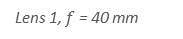 Lens 1, f = 40 mm